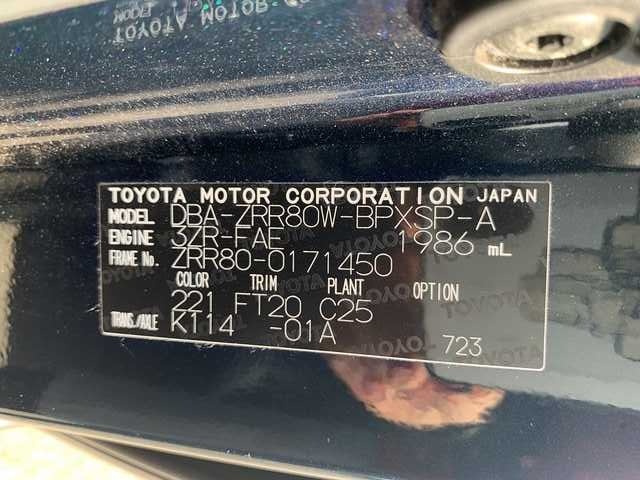 TOYOTA MOTOR CORPORATION JAPAN
MODEL DBA-ZRR80W-BPXSP-A
ENGINE 3ZR-FAE 1986 mL
FRAME No. ZRR80-0171450
COLOR TRIM PLANT OPTION
221 FT20 C25
TRANS./AXLE K114 -01A
723